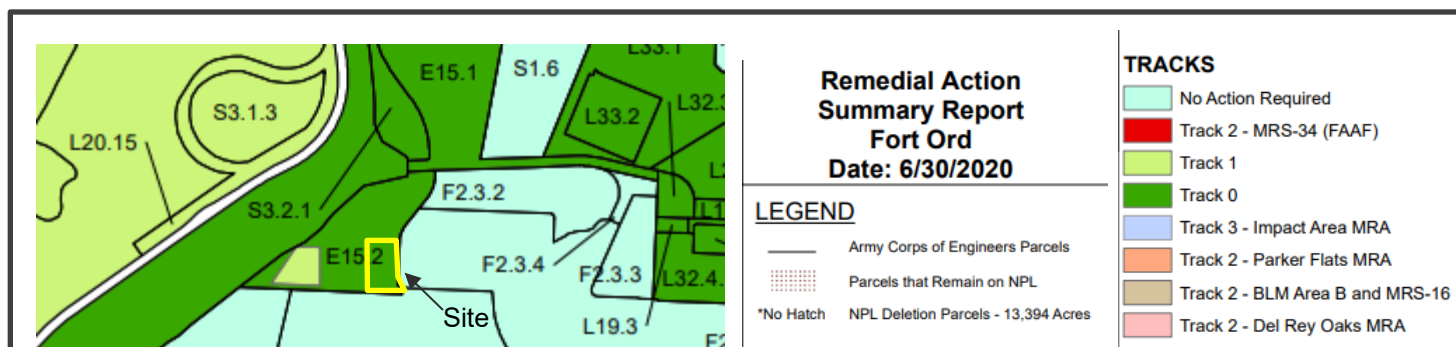 L33.1
E15.1
S1.6
L32.3
S3.1.3
L33.2
L20.15
F2.3.2
S3.2.1
E15.2
F2.3.4
F2.3.3
L32.4.
Site
L19.3
Remedial Action
Summary Report
Fort Ord
Date: 6/30/2020
LEGEND
Army Corps of Engineers Parcels
Parcels that Remain on NPL
*No Hatch NPL Deletion Parcels - 13,394 Acres
TRACKS
No Action Required
Track 2 - MRS-34 (FAAF)
Track 1
Track 0
Track 3 - Impact Area MRA
Track 2 - Parker Flats MRA
Track 2 - BLM Area B and MRS-16
Track 2 - Del Rey Oaks MRA